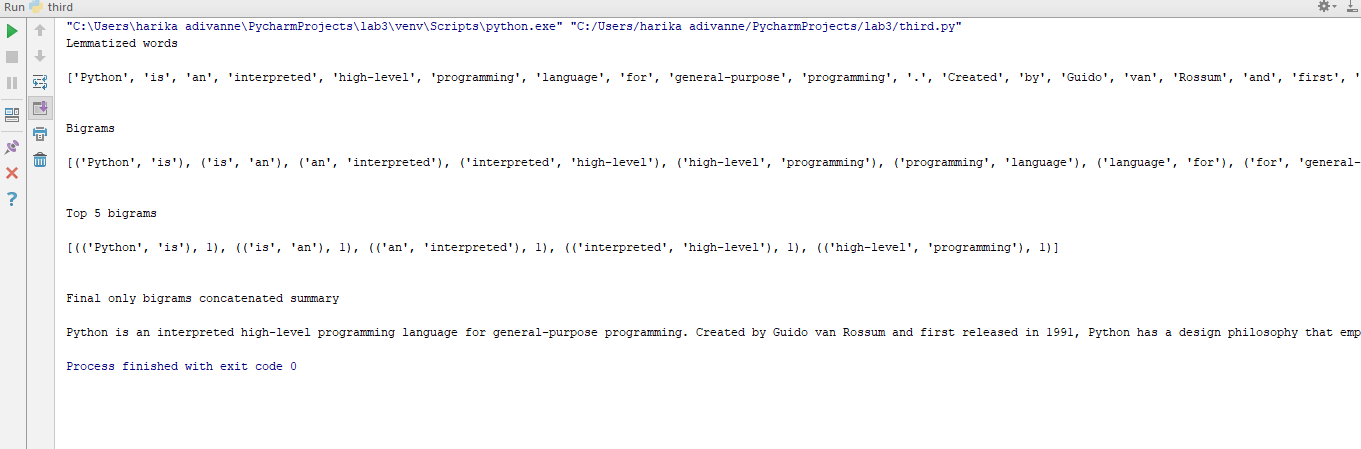 Run third
"C:\Users\harika adivanne\PycharmProjects\lab3\venv\Scripts\python.exe" "C:/Users/harika adivanne/PycharmProjects/lab3/third.py"
Lemmatized words
['Python', 'is', 'an', 'interpreted', 'high-level', 'programming', 'language', 'for', 'general-purpose', 'programming', '.', 'Created', 'by', 'Guido', 'van', 'Rossum', 'and', 'first', '
Bigrams
[('Python', 'is'), ('is', 'an'), ('an', 'interpreted'), ('interpreted', 'high-level'), ('high-level', 'programming'), ('programming', 'language'), ('language', 'for'), ('for', 'general-
Top 5 bigrams
[(('Python', 'is'), 1), (('is', 'an'), 1), (('an', 'interpreted'), 1), (('interpreted', 'high-level'), 1), (('high-level', 'programming'), 1)]
Final only bigrams concatenated summary
Python is an interpreted high-level programming language for general-purpose programming. Created by Guido van Rossum and first released in 1991, Python has a design philosophy that emp
Process finished with exit code 0